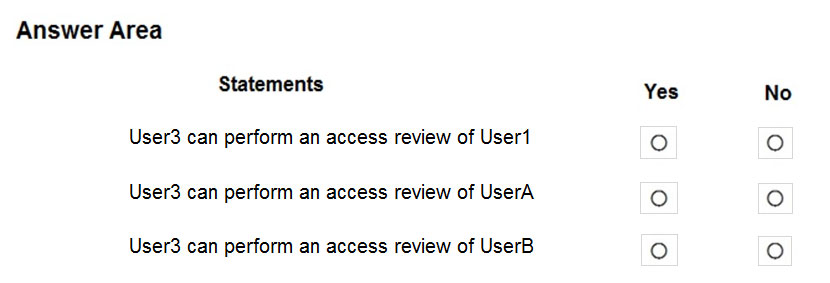 Answer Area
Statements Yes No
User3 can perform an access review of User1
User3 can perform an access review of UserA
User3 can perform an access review of UserB